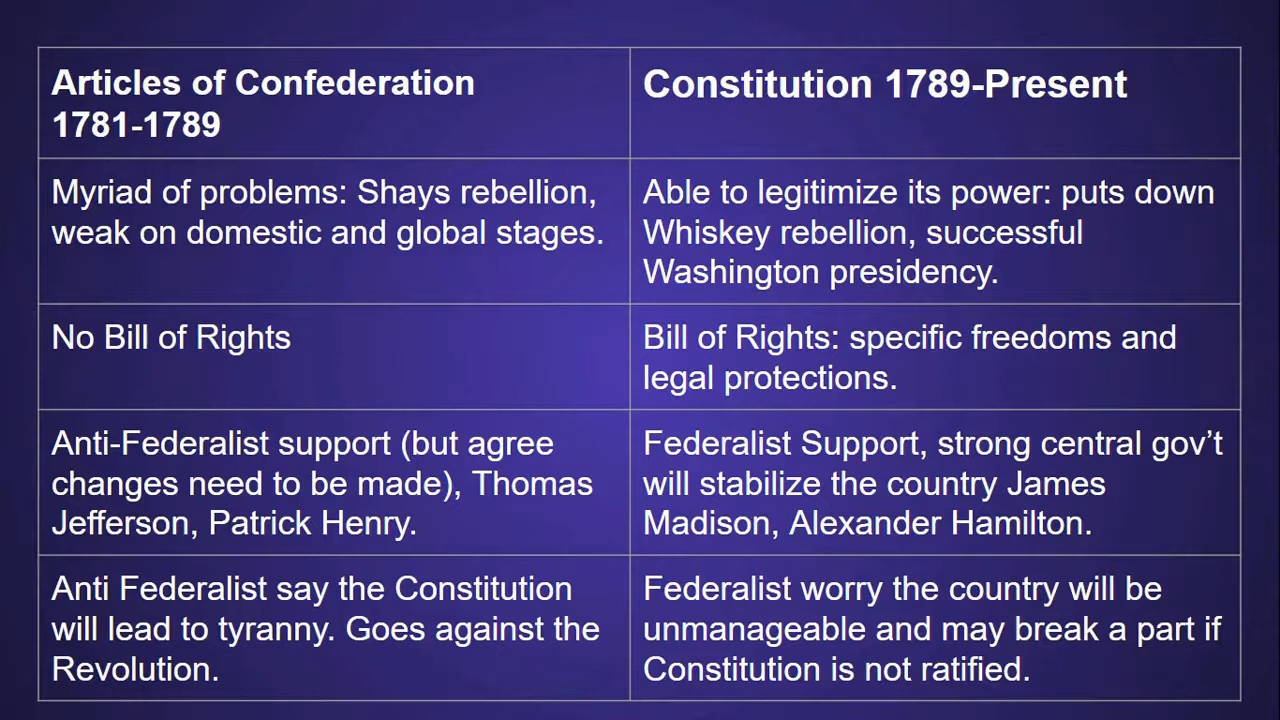 Articles of Confederation
1781-1789
Constitution 1789-Present
Myriad of problems: Shays rebellion,
weak on domestic and global stages.
Able to legitimize its power: puts down
Whiskey rebellion, successful
Washington presidency.
No Bill of Rights
Bill of Rights: specific freedoms and
legal protections.
Anti-Federalist support (but agree
changes need to be made), Thomas
Jefferson, Patrick Henry.
Federalist Support, strong central gov’t
will stabilize the country James
Madison, Alexander Hamilton.
Anti Federalist say the Constitution
will lead to tyranny. Goes against the
Revolution.
Federalist worry the country will be
unmanageable and may break a part if
Constitution is not ratified.